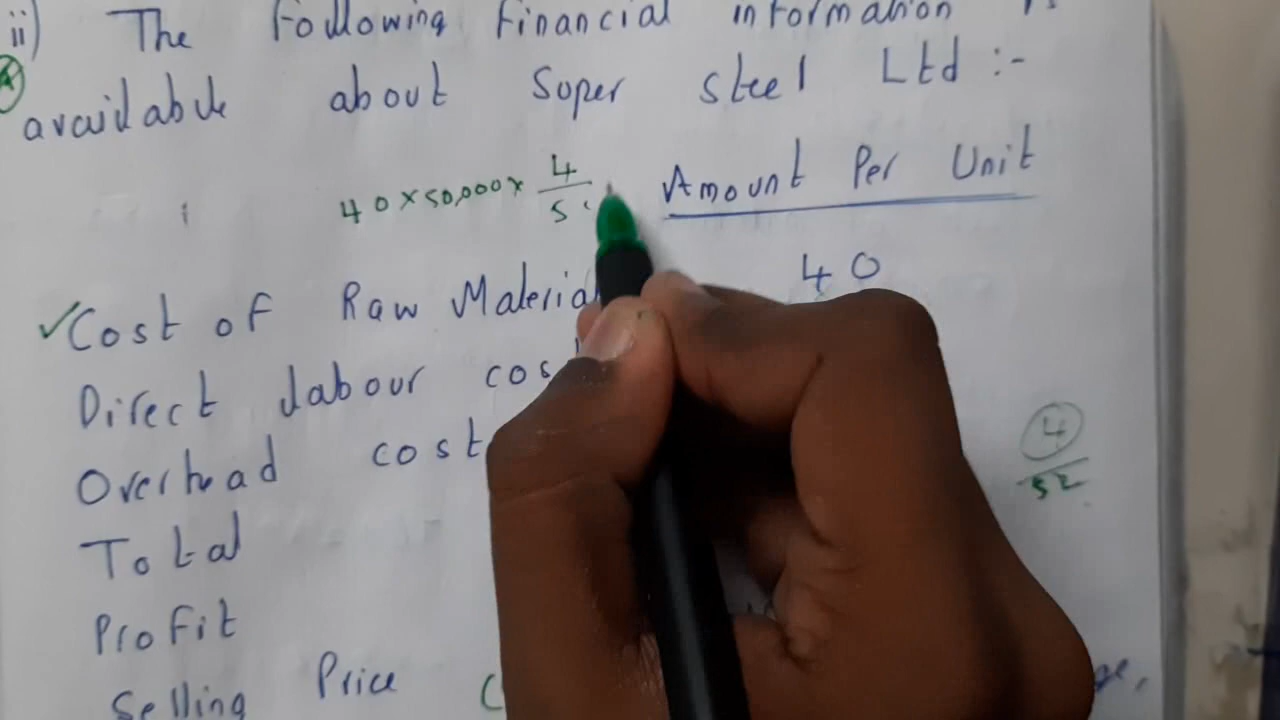 ii) The Following Financial information
available about Super steel Ltd :-
40 x 50,000 x 4/5
Amount Per Unit
Cost of Raw Material 40
Direct labour cos
Overhead cost
4/52
Total
Profit
Selling Price (